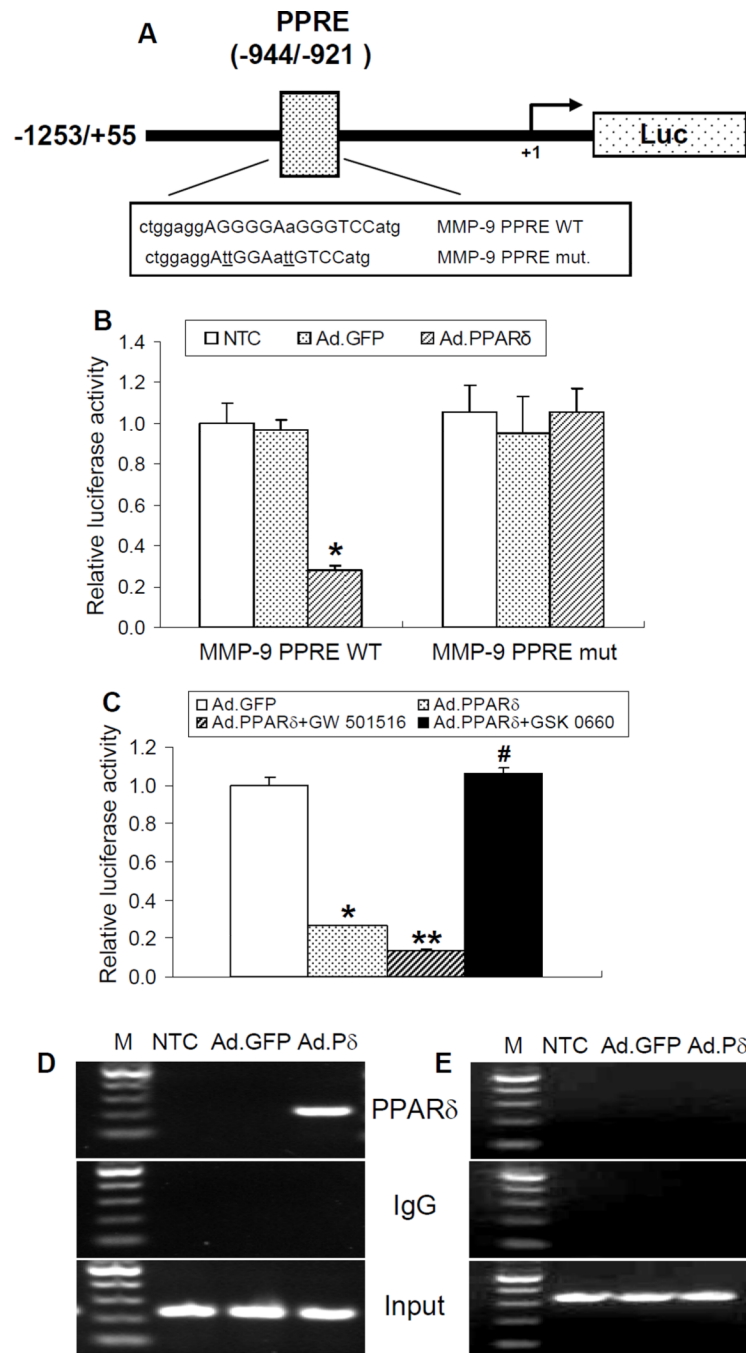 A
PPRE
(-944/-921 )
-1253/+55
+1
Luc
ctggaggAGGGGAaGGGTCCatg MMP-9 PPRE WT
ctggaggAttGGAattGTCCatg MMP-9 PPRE mut.
B
NTC Ad.GFP Ad.PPARδ
Relative luciferase activity
1.4
1.2
1.0
0.8
0.6
0.4
0.2
0.0
*
MMP-9 PPRE WT MMP-9 PPRE mut
C
Ad.GFP Ad.PPARδ
Ad.PPARδ+GW 501516 Ad.PPARδ+GSK 0660
Relative luciferase activity
1.2
1.0
0.8
0.6
0.4
0.2
0.0
* ** #
D
M NTC Ad.GFP Ad.Pδ
E
M NTC Ad.GFP Ad.Pδ
PPARδ
IgG
Input